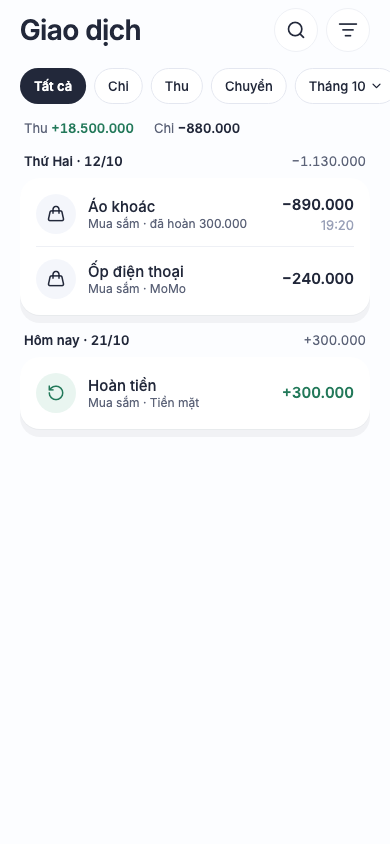 Giao dịch
Tất cả
Chi
Thu
Chuyển
Tháng 10
Thu +18.500.000 Chi −880.000
Thứ Hai · 12/10 −1.130.000
Áo khoác −890.000
Mua sắm · đã hoàn 300.000 19:20
Ốp điện thoại −240.000
Mua sắm · MoMo
Hôm nay · 21/10 +300.000
Hoàn tiền +300.000
Mua sắm · Tiền mặt